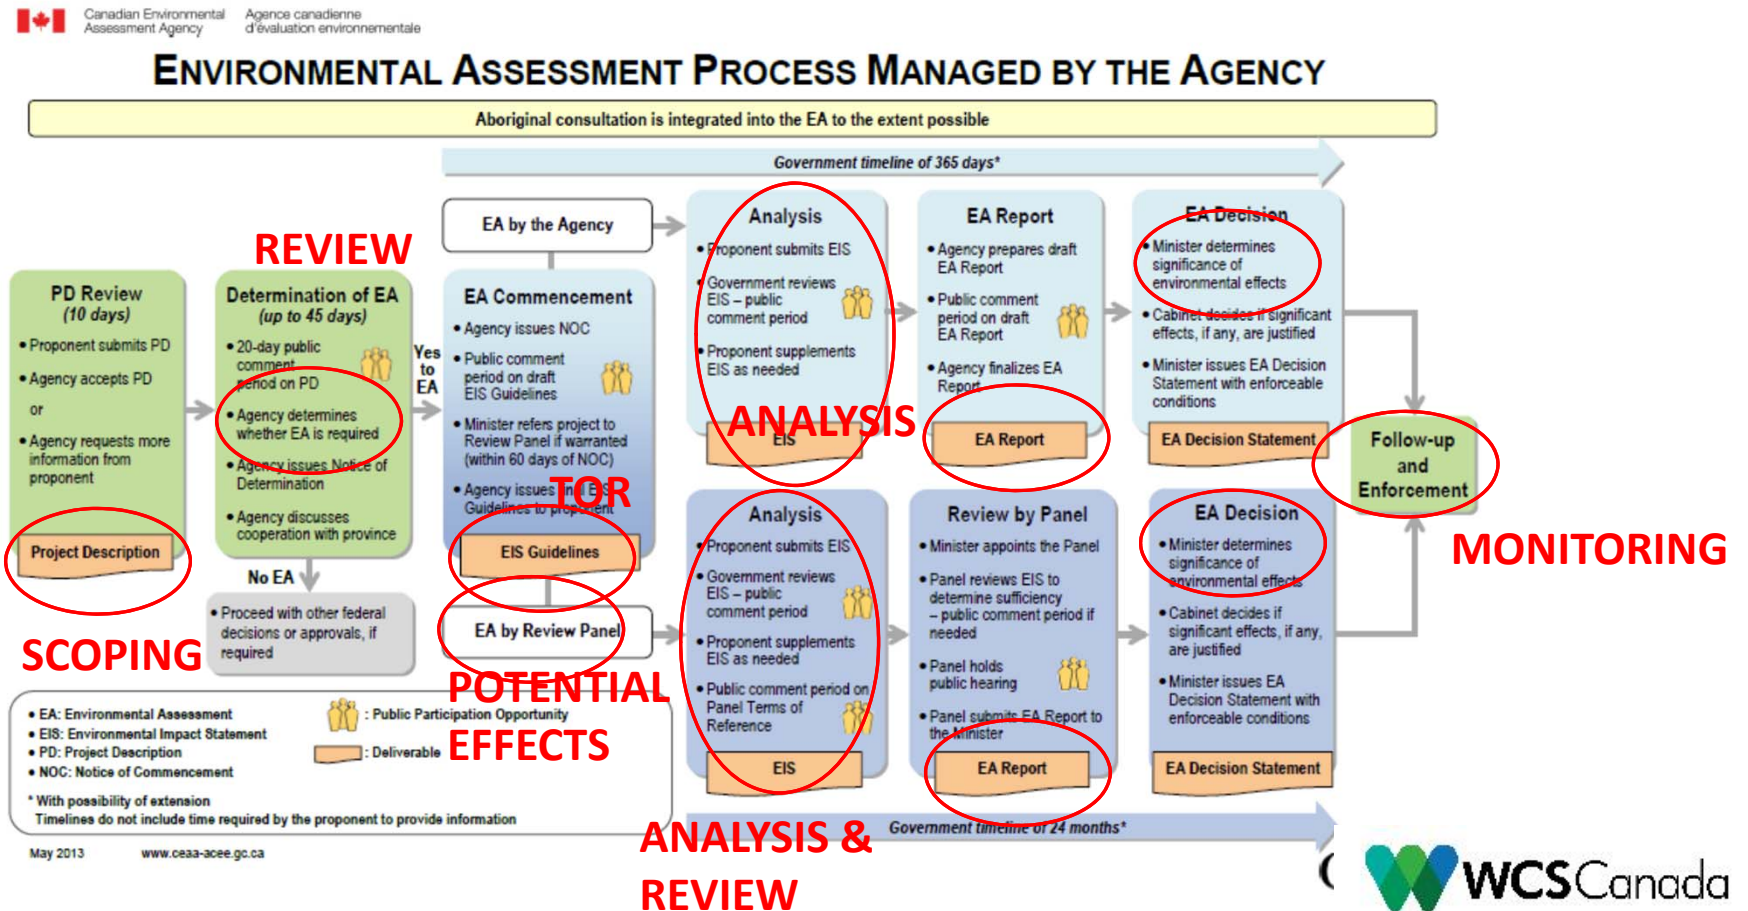 Canadian Environmental
Assessment Agency
Agence canadienne
d'évaluation environnementale
ENVIRONMENTAL ASSESSMENT PROCESS MANAGED BY THE AGENCY
Aboriginal consultation is integrated into the EA to the extent possible
Government timeline of 365 days*
REVIEW
PD Review
(10 days)
• Proponent submits PD
• Agency accepts PD
or
• Agency requests more
information from
proponent
Project Description
SCOPING
Determination of EA
(up to 45 days)
• 20-day public
comment
period on PD
• Agency determines
whether EA is required
• Agency issues Notice of
Determination
• Agency discusses
cooperation with province
Yes
to
EA
No EA
• Proceed with other federal
decisions or approvals, if
required
EA by the Agency
EA Commencement
• Agency issues NOC
• Public comment
period on draft
EIS Guidelines
• Minister refers project to
Review Panel if warranted
(within 60 days of NOC)
• Agency issues final EIS
Guidelines to proponent
TOR
EIS Guidelines
EA by Review Panel
POTENTIAL
EFFECTS
Analysis
• Proponent submits EIS
• Government reviews
EIS – public
comment period
• Proponent supplements
EIS as needed
ANALYSIS
EIS
EA Report
• Agency prepares draft
EA Report
• Public comment
period on draft
EA Report
• Agency finalizes EA
Report
EA Report
EA Decision
• Minister determines
significance of
environmental effects
• Cabinet decides if significant
effects, if any, are justified
• Minister issues EA Decision
Statement with enforceable
conditions
EA Decision Statement
Follow-up
and
Enforcement
MONITORING
Analysis
• Proponent submits EIS
• Government reviews
EIS – public
comment period
• Proponent supplements
EIS as needed
• Public comment period on
Panel Terms of
Reference
EIS
Review by Panel
• Minister appoints the Panel
• Panel reviews EIS to
determine sufficiency
– public comment period if
needed
• Panel holds
public hearing
• Panel submits EA Report to
the Minister
EA Report
EA Decision
• Minister determines
significance of
environmental effects
• Cabinet decides if
significant effects, if any,
are justified
• Minister issues EA
Decision Statement with
enforceable conditions
EA Decision Statement
Government timeline of 24 months*
ANALYSIS &
REVIEW
• EA: Environmental Assessment
• EIS: Environmental Impact Statement
• PD: Project Description
• NOC: Notice of Commencement
: Public Participation Opportunity
: Deliverable
* With possibility of extension
Timelines do not include time required by the proponent to provide information
May 2013
www.ceaa-acee.gc.ca
WCS Canada